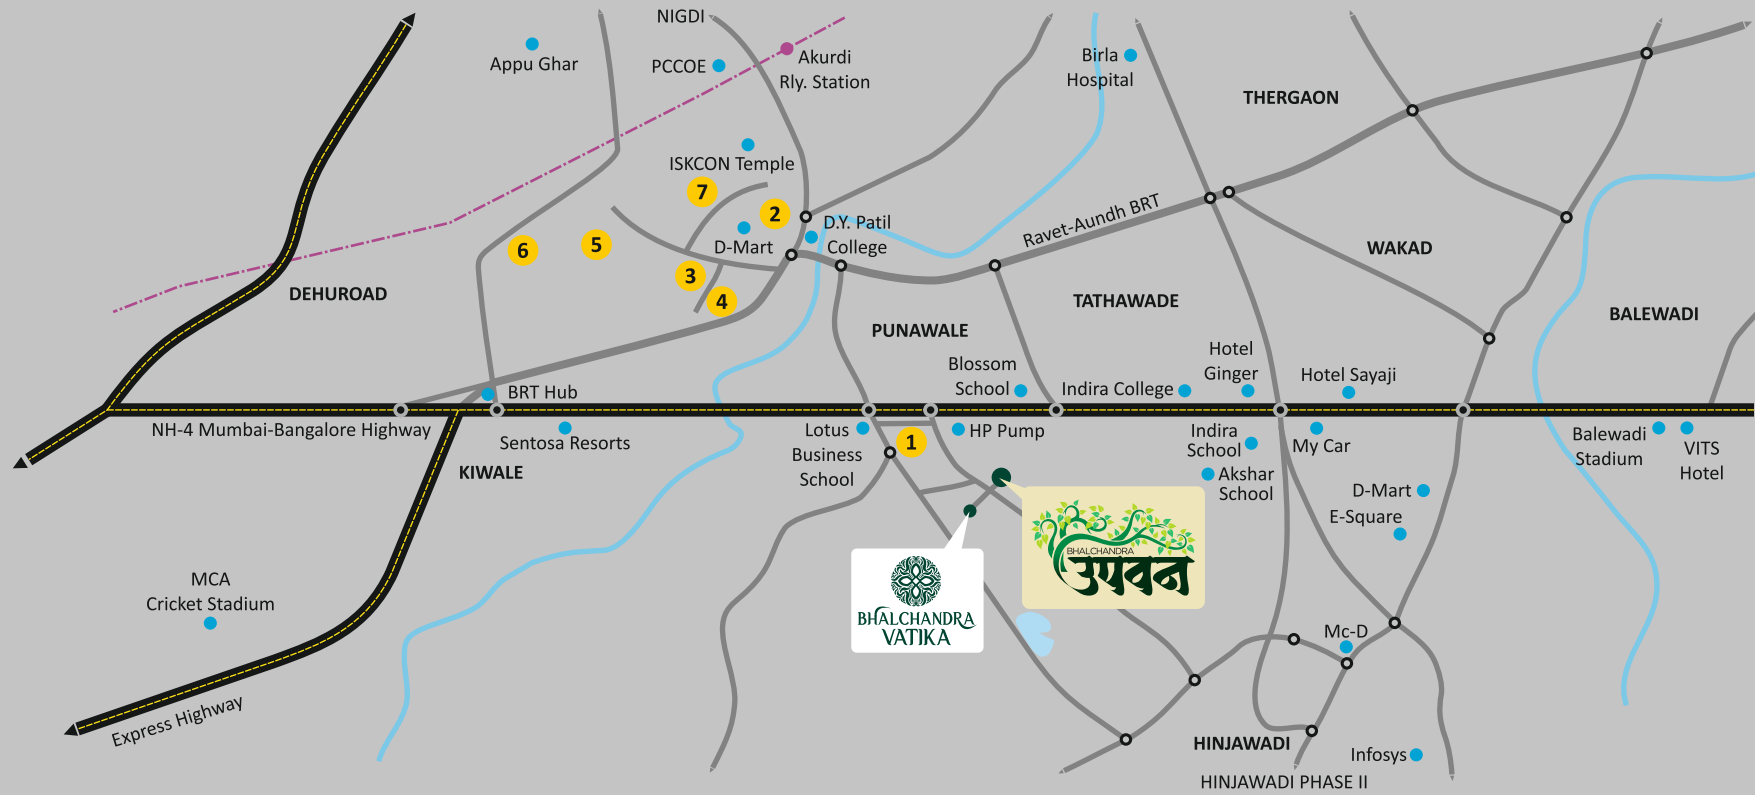 NIGDI
Appu Ghar
PCCOE
Akurdi
Rly. Station
Birla
Hospital
THERGAON
ISKCON Temple
7
2
D-Mart
D.Y. Patil
College
6
5
3
4
Ravet-Aundh BRT
WAKAD
DEHUROAD
TATHAWADE
PUNAWALE
BALEWADI
Blossom
School
Indira College
Hotel
Ginger
Hotel Sayaji
BRT Hub
NH-4 Mumbai-Bangalore Highway
Sentosa Resorts
KIWALE
Lotus
Business
School
1
HP Pump
Indira
School
Akshar
School
My Car
Balewadi
Stadium
VITS
Hotel
D-Mart
E-Square
BHALCHANDRA
उपवन
BHALCHANDRA
VATIKA
MCA
Cricket Stadium
Express Highway
Mc-D
HINJAWADI
Infosys
HINJAWADI PHASE II